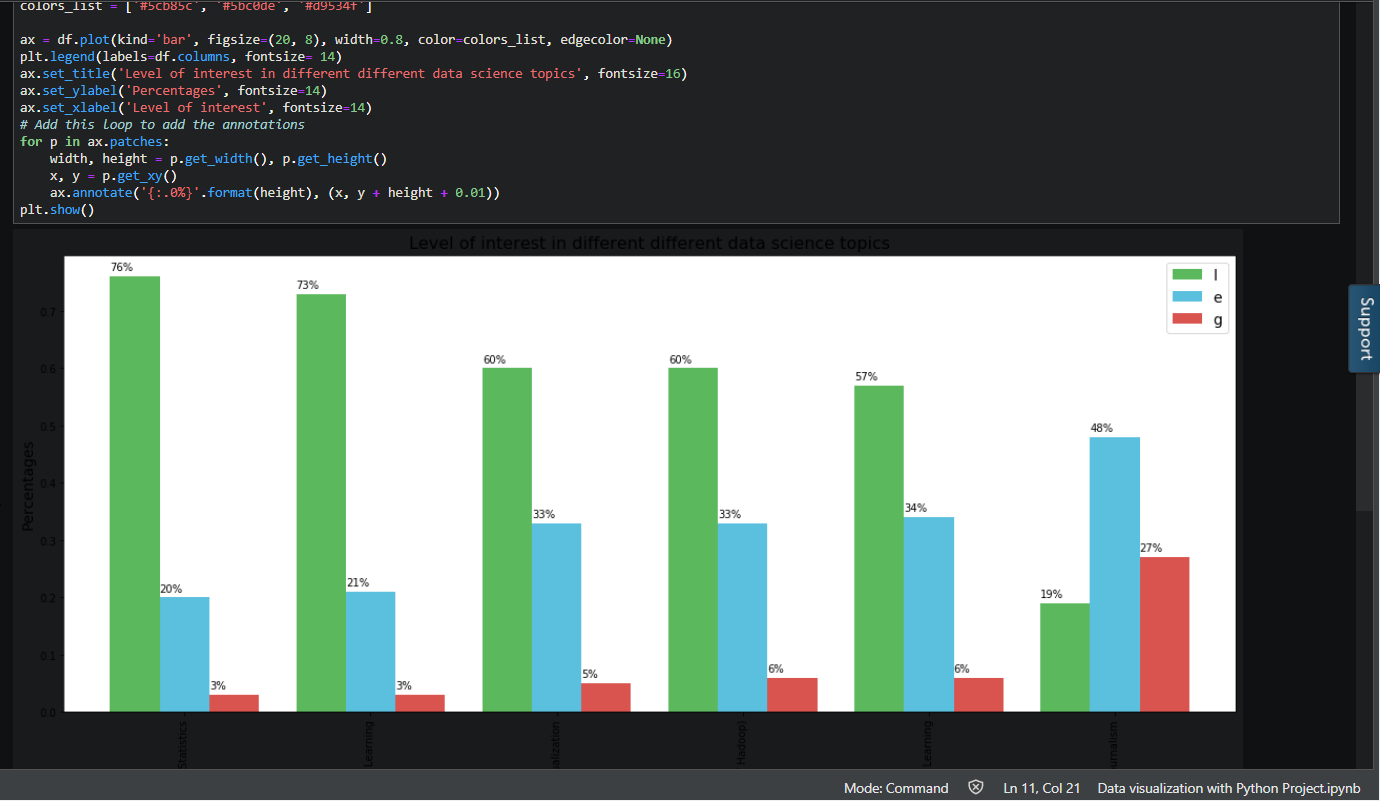 colors_list = ['#5cb85c', '#5bc0de', '#d9534f']
ax = df.plot(kind='bar', figsize=(20, 8), width=0.8, color=colors_list, edgecolor=None)
plt.legend(labels=df.columns, fontsize= 14)
ax.set_title('Level of interest in different different data science topics', fontsize=16)
ax.set_ylabel('Percentages', fontsize=14)
ax.set_xlabel('Level of interest', fontsize=14)
# Add this loop to add the annotations
for p in ax.patches:
    width, height = p.get_width(), p.get_height()
    x, y = p.get_xy()
    ax.annotate('{:.0%}'.format(height), (x, y + height + 0.01))
plt.show()
Level of interest in different different data science topics
76%
73%
60%
60%
57%
48%
33%
33%
34%
27%
20%
21%
19%
3%
3%
5%
6%
6%
l
e
g
0.7
0.6
0.5
0.4
0.3
0.2
0.1
0.0
Percentages
Statistics
Learning
alization
Hadoop)
Learning
urnalism
Support
Mode: Command
Ln 11, Col 21
Data visualization with Python Project.ipynb